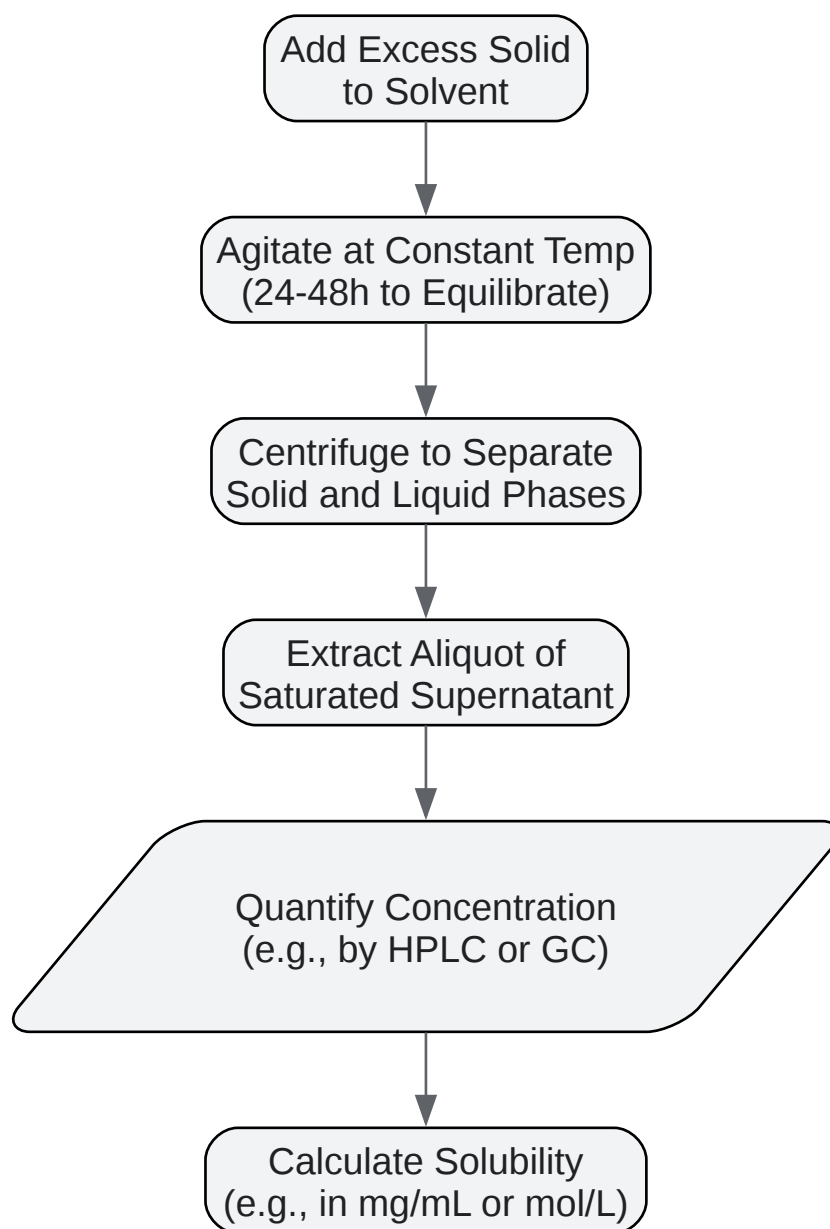 Add Excess Solid
to Solvent
Agitate at Constant Temp
(24-48h to Equilibrate)
Centrifuge to Separate
Solid and Liquid Phases
Extract Aliquot of
Saturated Supernatant
Quantify Concentration
(e.g., by HPLC or GC)
Calculate Solubility
(e.g., in mg/mL or mol/L)